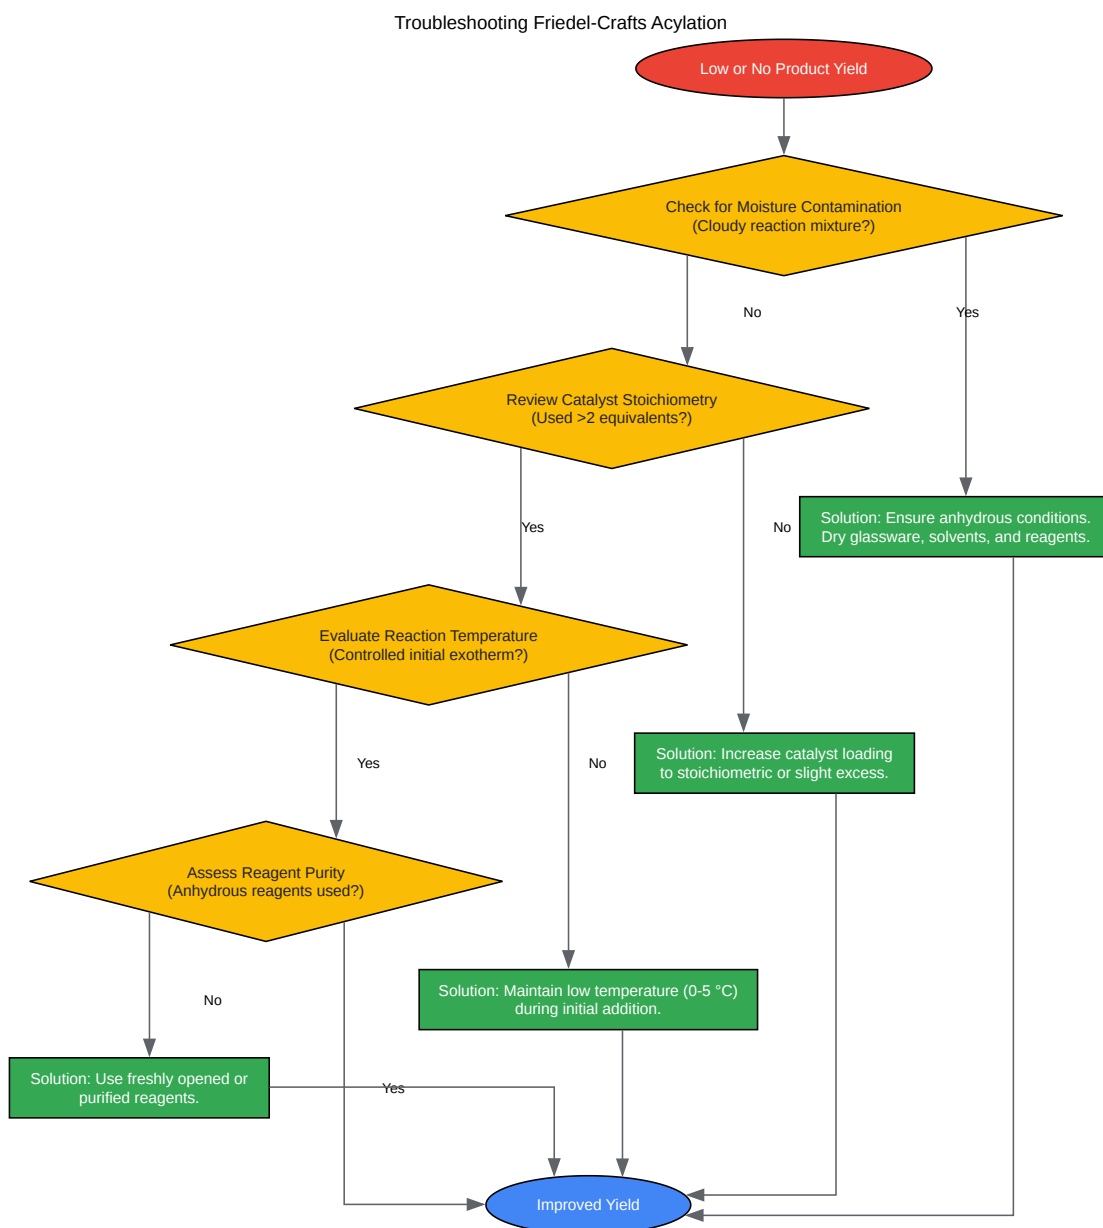 Troubleshooting Friedel-Crafts Acylation
Low or No Product Yield
Check for Moisture Contamination
(Cloudy reaction mixture?)
No
Yes
Review Catalyst Stoichiometry
(Used >2 equivalents?)
Yes
No
Solution: Ensure anhydrous conditions.
Dry glassware, solvents, and reagents.
Evaluate Reaction Temperature
(Controlled initial exotherm?)
Yes
No
Solution: Increase catalyst loading
to stoichiometric or slight excess.
Assess Reagent Purity
(Anhydrous reagents used?)
No
Solution: Maintain low temperature (0-5 °C)
during initial addition.
Solution: Use freshly opened or
purified reagents.
Yes
Improved Yield